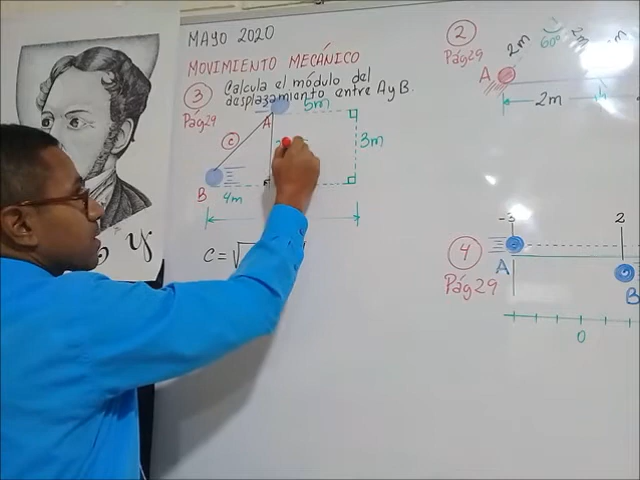 MAYO 2020
MOVIMIENTO MECÁNICO
3
Pág29
Calcula el módulo del
desplazamiento entre A y B.
5m
A
c
3m
B
4m
C = √
2
Pág29
2m
60°
A
2m
4
Pág29
-3
2
A
B
0
y